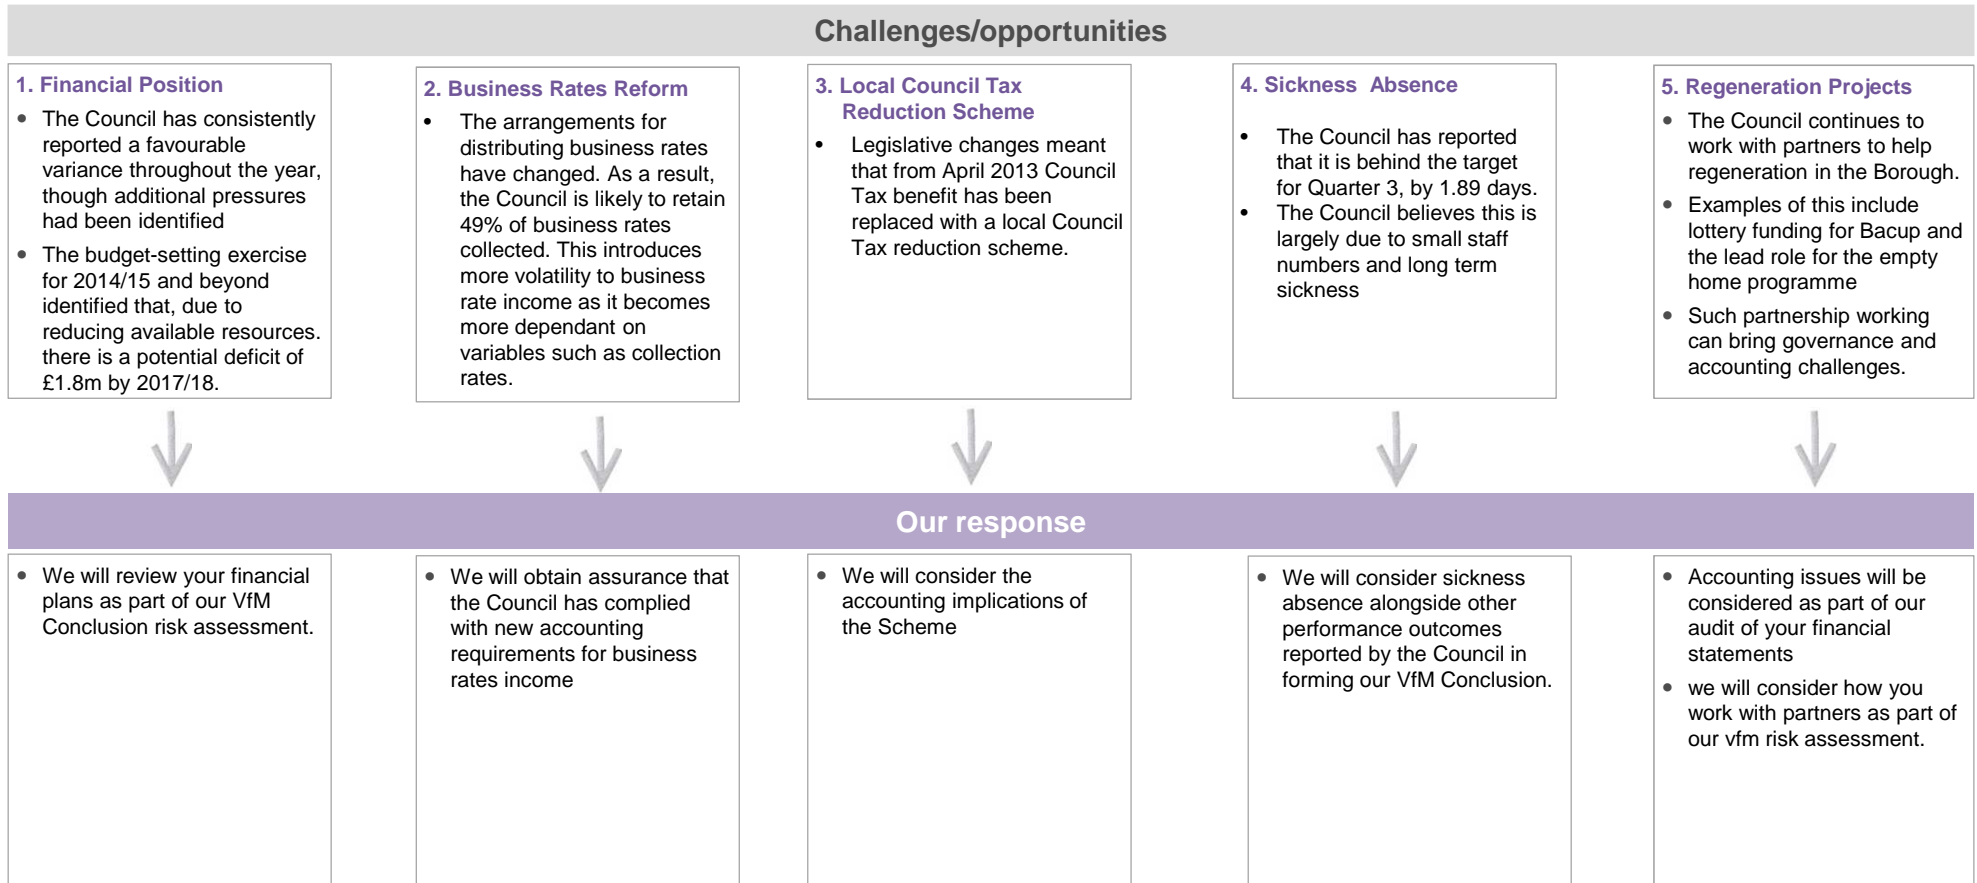 Challenges/opportunities
1. Financial Position
• The Council has consistently
reported a favourable
variance throughout the year,
though additional pressures
had been identified
• The budget-setting exercise
for 2014/15 and beyond
identified that, due to
reducing available resources.
there is a potential deficit of
£1.8m by 2017/18.
2. Business Rates Reform
• The arrangements for
distributing business rates
have changed. As a result,
the Council is likely to retain
49% of business rates
collected. This introduces
more volatility to business
rate income as it becomes
more dependant on
variables such as collection
rates.
3. Local Council Tax
Reduction Scheme
• Legislative changes meant
that from April 2013 Council
Tax benefit has been
replaced with a local Council
Tax reduction scheme.
4. Sickness Absence
• The Council has reported
that it is behind the target
for Quarter 3, by 1.89 days.
• The Council believes this is
largely due to small staff
numbers and long term
sickness
5. Regeneration Projects
• The Council continues to
work with partners to help
regeneration in the Borough.
• Examples of this include
lottery funding for Bacup and
the lead role for the empty
home programme
• Such partnership working
can bring governance and
accounting challenges.
Our response
• We will review your financial
plans as part of our VfM
Conclusion risk assessment.
• We will obtain assurance that
the Council has complied
with new accounting
requirements for business
rates income
• We will consider the
accounting implications of
the Scheme
• We will consider sickness
absence alongside other
performance outcomes
reported by the Council in
forming our VfM Conclusion.
• Accounting issues will be
considered as part of our
audit of your financial
statements
• we will consider how you
work with partners as part of
our vfm risk assessment.